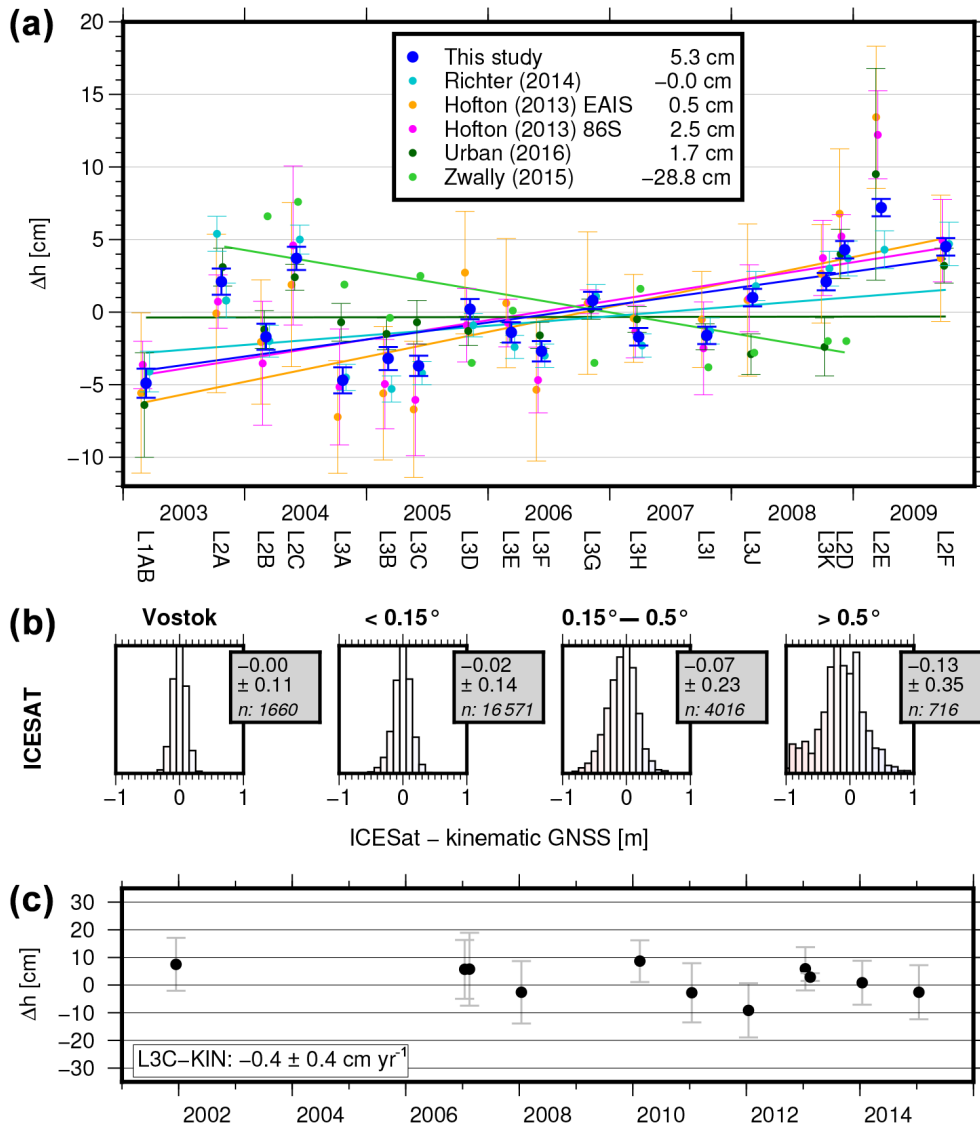 (a)
20
15
10
5
0
−5
−10
Δh [cm]
This study 5.3 cm
Richter (2014) −0.0 cm
Hofton (2013) EAIS 0.5 cm
Hofton (2013) 86S 2.5 cm
Urban (2016) 1.7 cm
Zwally (2015) −28.8 cm
2003 2004 2005 2006 2007 2008 2009
L1AB L2A L2B L2C L3A L3B L3C L3D L3E L3F L3G L3H L3I L3J L3K L2D L2E L2F
(b)
Vostok < 0.15° 0.15° — 0.5° > 0.5°
ICESAT
−0.00
± 0.11
n: 1660
−0.02
± 0.14
n: 16 571
−0.07
± 0.23
n: 4016
−0.13
± 0.35
n: 716
−1 0 1 −1 0 1 −1 0 1 −1 0 1
ICESat − kinematic GNSS [m]
(c)
30
20
10
0
−10
−20
−30
Δh [cm]
L3C−KIN: −0.4 ± 0.4 cm yr⁻¹
2002 2004 2006 2008 2010 2012 2014